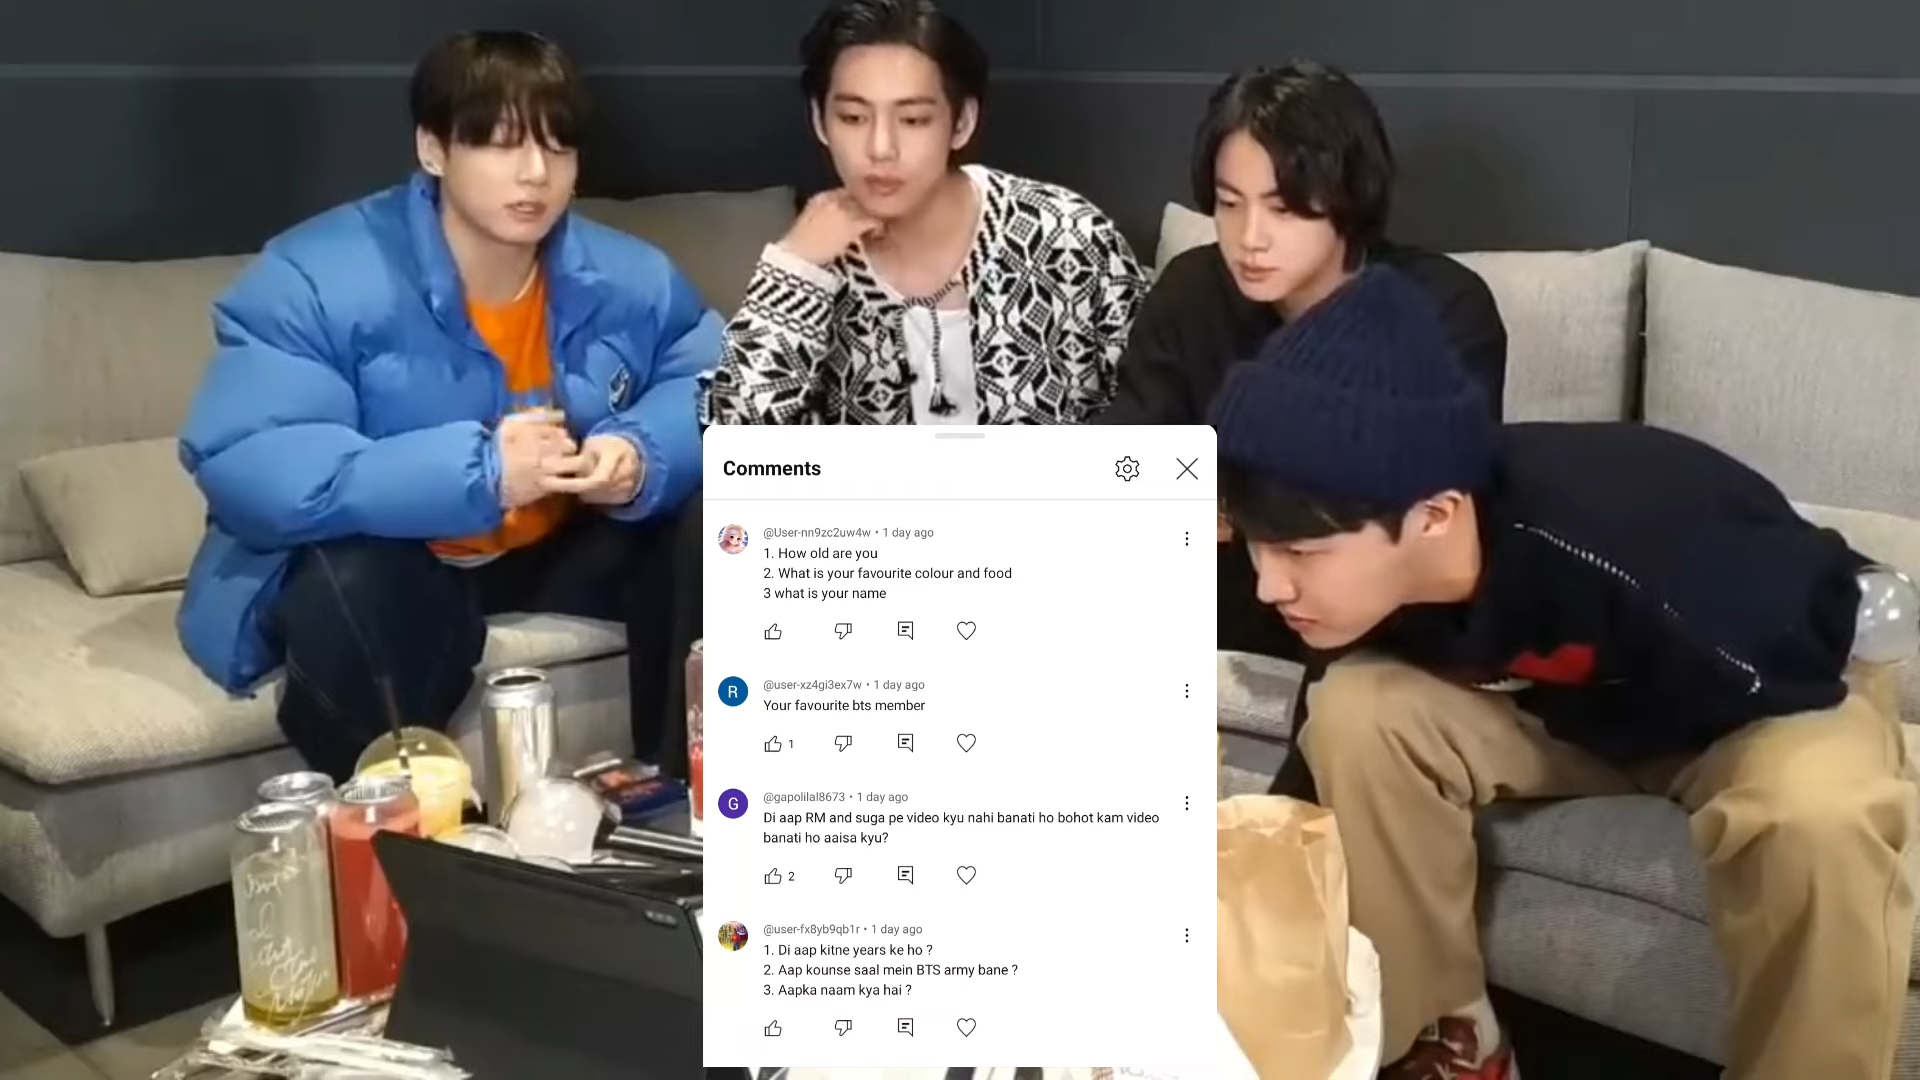 Comments
@User-nn9zc2uw4w • 1 day ago
1. How old are you
2. What is your favourite colour and food
3 what is your name
R
@user-xz4gi3ex7w • 1 day ago
Your favourite bts member
1
G
@gapolilal8673 • 1 day ago
Di aap RM and suga pe video kyu nahi banati ho bohot kam video
banati ho aaisa kyu?
2
@user-fx8yb9qb1r • 1 day ago
1. Di aap kitne years ke ho ?
2. Aap kounse saal mein BTS army bane ?
3. Aapka naam kya hai ?